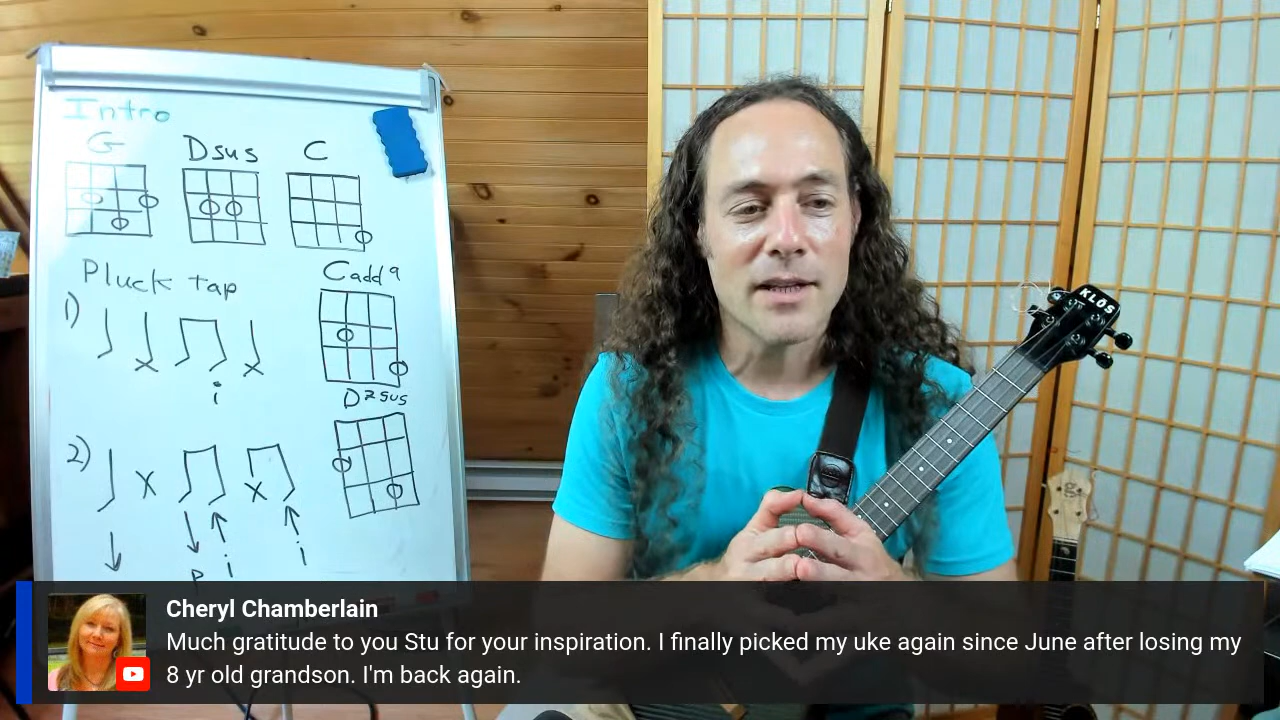 Intro
G Dsus C
Pluck Tap
Cadd9
1)
i
D7sus
2)
x x
p i i
KLŌS
Cheryl Chamberlain
Much gratitude to you Stu for your inspiration. I finally picked my uke again since June after losing my
8 yr old grandson. I'm back again.